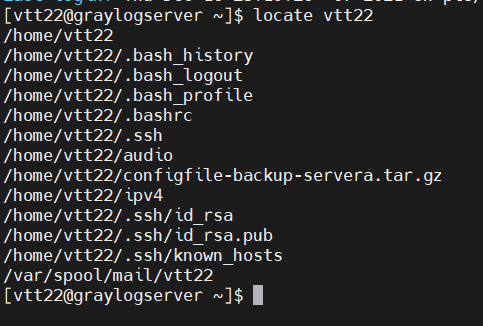 [vtt22@graylogserver ~]$ locate vtt22
/home/vtt22
/home/vtt22/.bash_history
/home/vtt22/.bash_logout
/home/vtt22/.bash_profile
/home/vtt22/.bashrc
/home/vtt22/.ssh
/home/vtt22/audio
/home/vtt22/configfile-backup-servera.tar.gz
/home/vtt22/ipv4
/home/vtt22/.ssh/id_rsa
/home/vtt22/.ssh/id_rsa.pub
/home/vtt22/.ssh/known_hosts
/var/spool/mail/vtt22
[vtt22@graylogserver ~]$